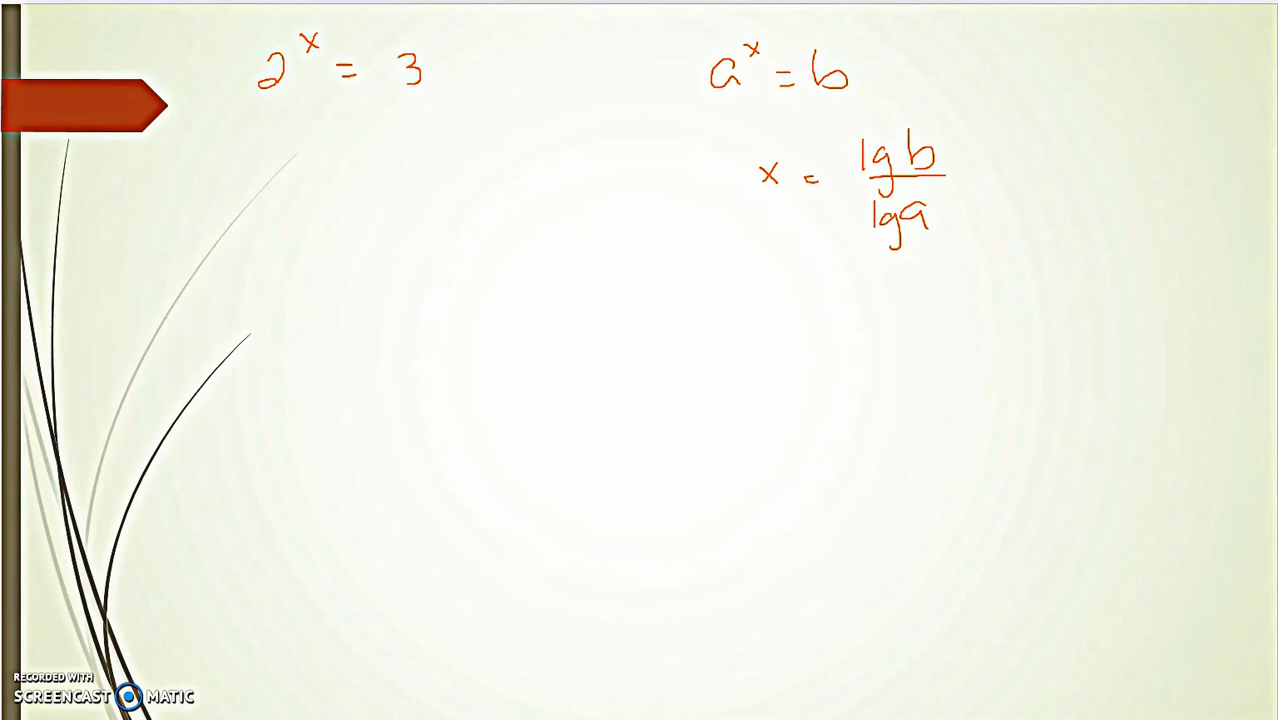 2^x = 3
a^x = b
x = lg b / lg a
RECORDED WITH
SCREENCAST MATIC